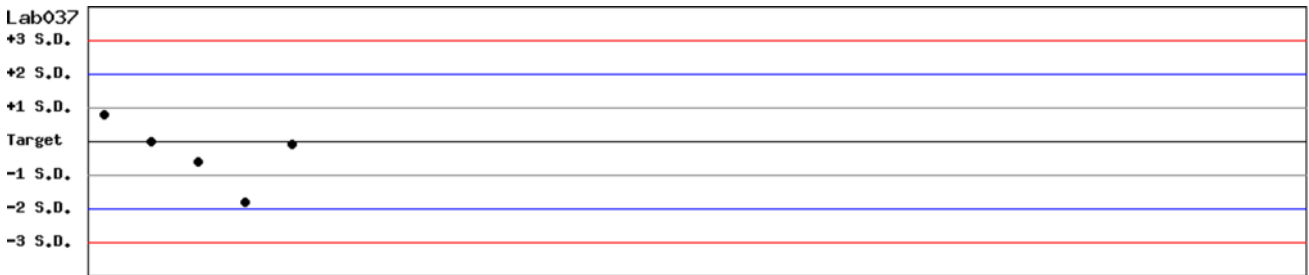 Lab037
+3 S.D.
+2 S.D.
+1 S.D.
Target
-1 S.D.
-2 S.D.
-3 S.D.